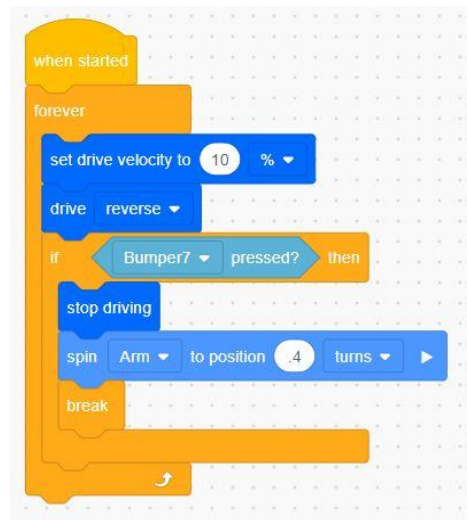 when started
forever
set drive velocity to 10 %
drive reverse
if Bumper7 pressed? then
stop driving
spin Arm to position .4 turns
break